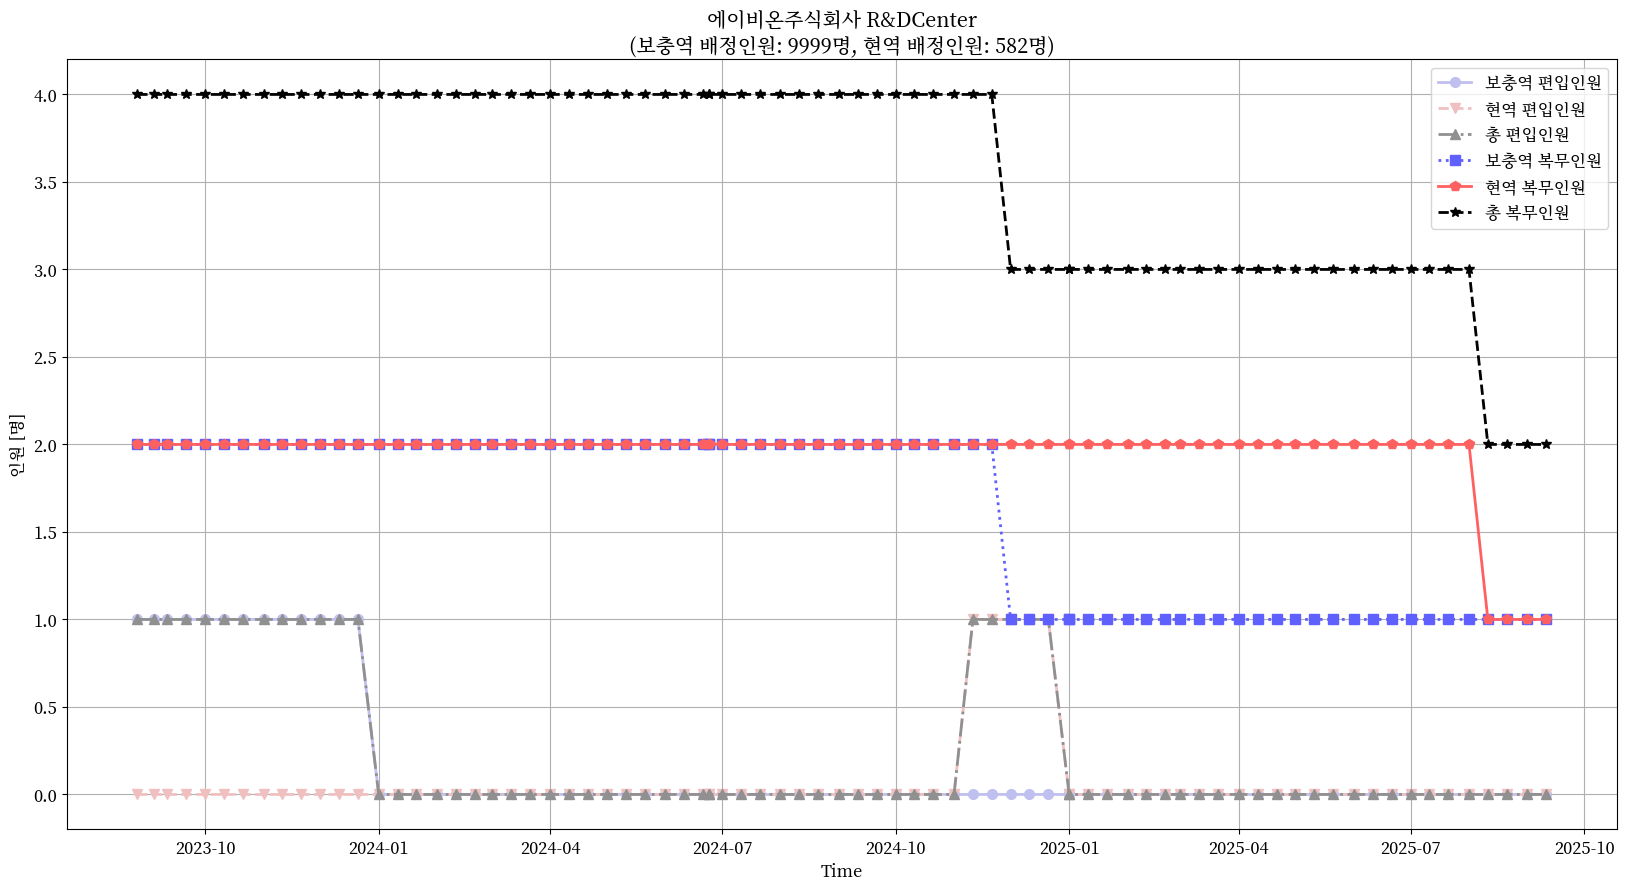 에이비온주식회사 R&DCenter
(보충역 배정인원: 9999명, 현역 배정인원: 582명)
보충역 편입인원
현역 편입인원
총 편입인원
보충역 복무인원
현역 복무인원
총 복무인원
인원 [명]
4.0
3.5
3.0
2.5
2.0
1.5
1.0
0.5
0.0
2023-10
2024-01
2024-04
2024-07
2024-10
2025-01
2025-04
2025-07
2025-10
Time